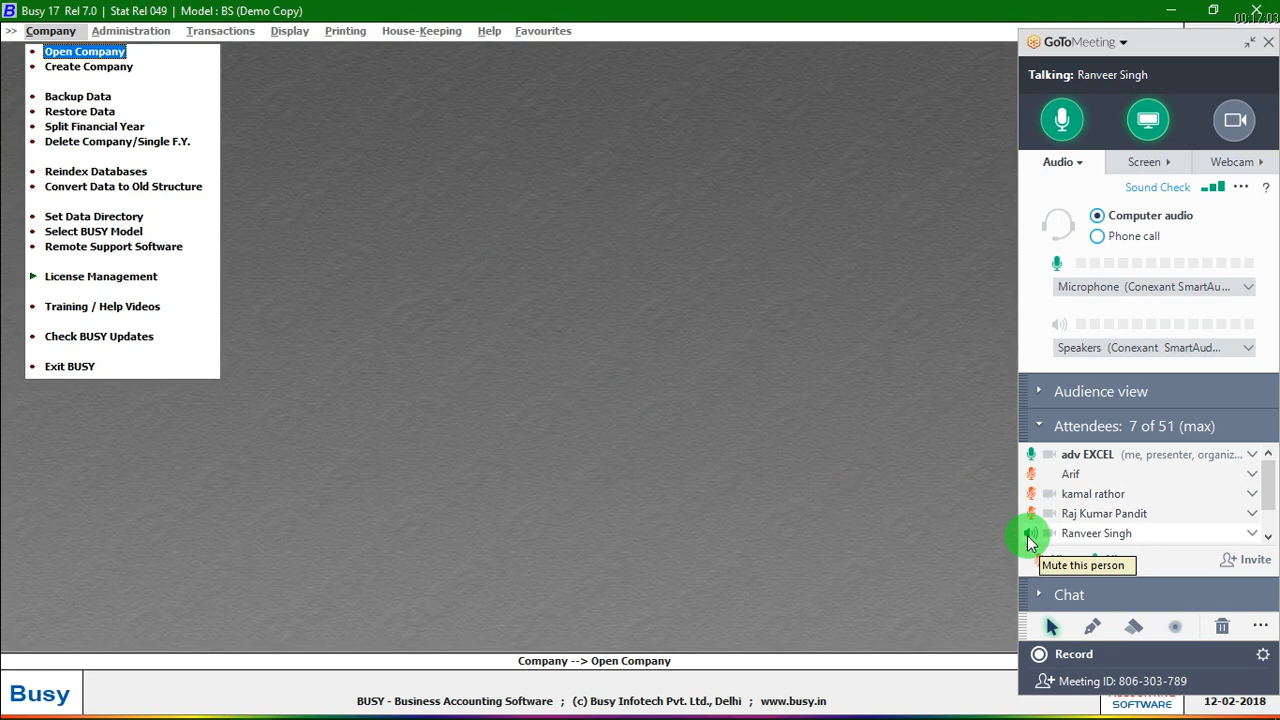 Busy 17 Rel 7.0 | Stat Rel 049 | Model : BS (Demo Copy)
00:17:03
>> Company Administration Transactions Display Printing House-Keeping Help Favourites
Open Company
Create Company
Backup Data
Restore Data
Split Financial Year
Delete Company/Single F.Y.
Reindex Databases
Convert Data to Old Structure
Set Data Directory
Select BUSY Model
Remote Support Software
License Management
Training / Help Videos
Check BUSY Updates
Exit BUSY
GoToMeeting
Talking: Ranveer Singh
Audio Screen Webcam
Sound Check ... ?
Computer audio
Phone call
Microphone (Conexant SmartAu...
Speakers (Conexant SmartAud...
Audience view
Attendees: 7 of 51 (max)
adv EXCEL (me, presenter, organiz...
Arif
kamal rathor
Raj Kumar Pandit
Ranveer Singh
Mute this person
Invite
Chat
Record
Meeting ID: 806-303-789
Company --> Open Company
Busy
BUSY - Business Accounting Software ; (c) Busy Infotech Pvt. Ltd., Delhi ; www.busy.in
SOFTWARE
12-02-2018